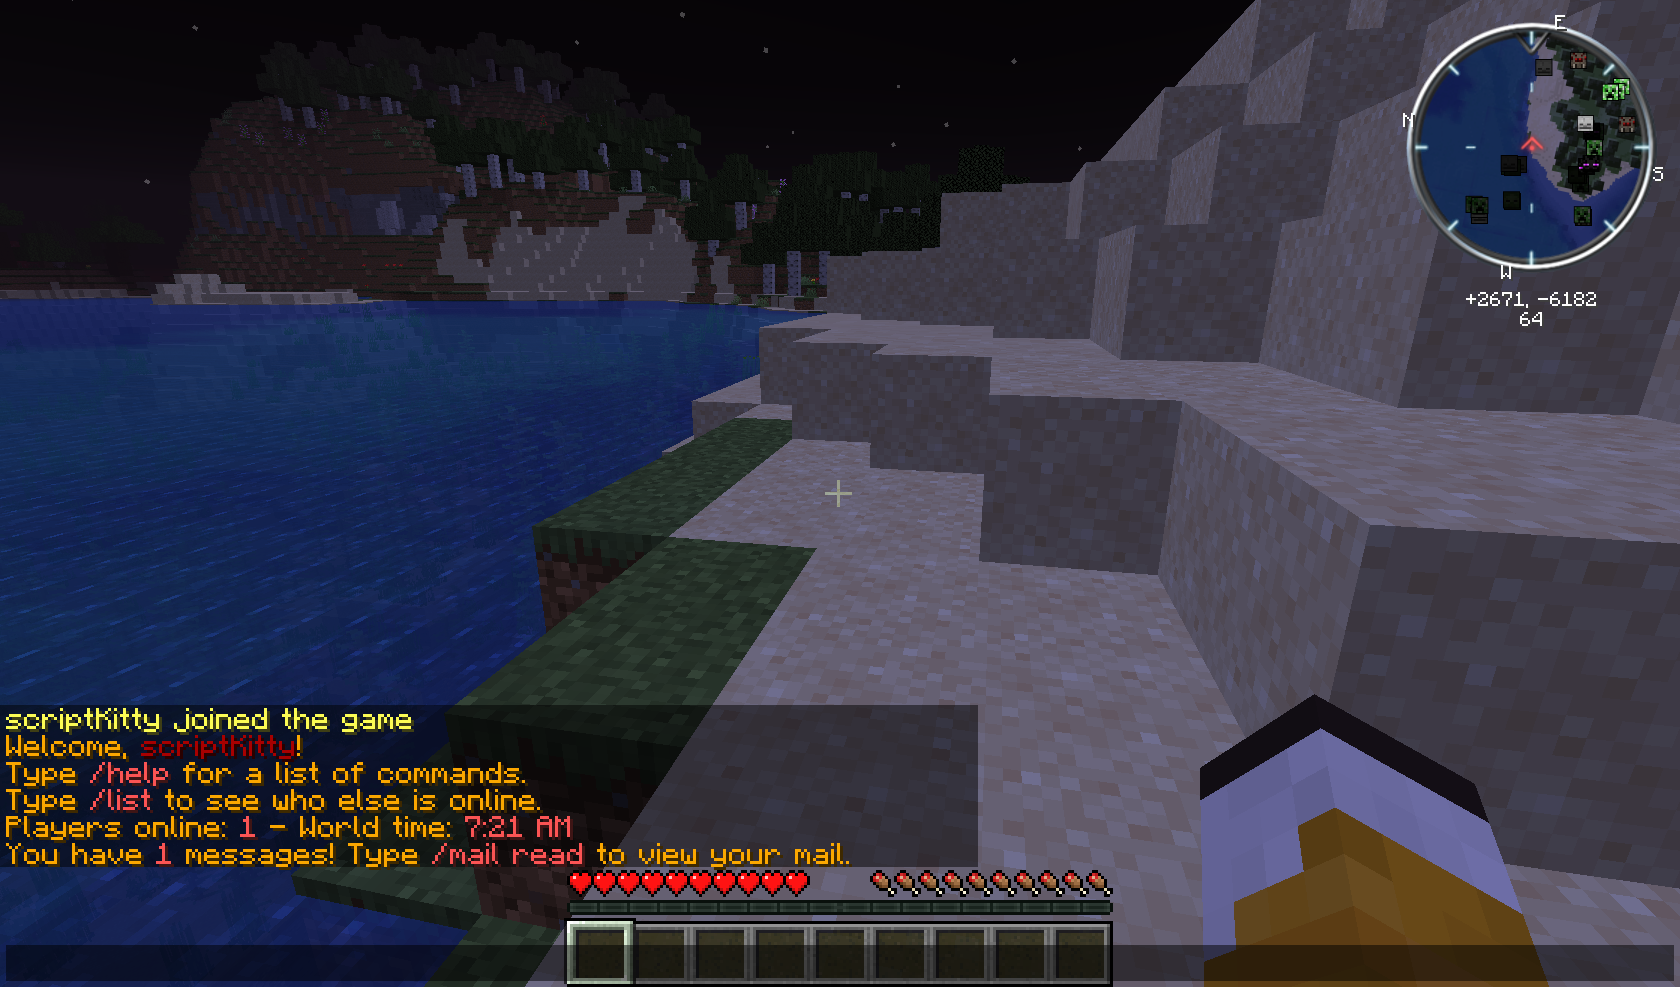 E
N
S
W
+2671, -6182
64
scriptKitty joined the game
Welcome, scriptKitty!
Type /help for a list of commands.
Type /list to see who else is online.
Players online: 1 - World time: 7:21 AM
You have 1 messages! Type /mail read to view your mail.